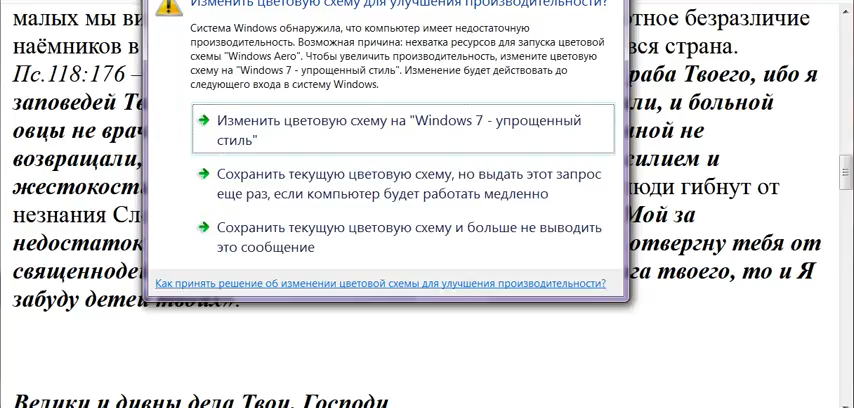 Изменить цветовую схему для улучшения производительности?
малых мы ви
тное безразличие
наёмников в
вся страна.
Пс.118:176 –
раба Твоего, ибо я
заповедей Тв
ли, и больной
овцы не врач
ной не
возвращали,
силием и
жестокост
люди гибнут от
незнания Сл
Мой за
недостаток
отвергну тебя от
священноде
га твоего, то и Я
забуду детей твоих».
Система Windows обнаружила, что компьютер имеет недостаточную
производительность. Возможная причина: нехватка ресурсов для запуска цветовой
схемы "Windows Aero". Чтобы увеличить производительность, измените цветовую
схему на "Windows 7 - упрощенный стиль". Изменение будет действовать до
следующего входа в систему Windows.
Изменить цветовую схему на "Windows 7 - упрощенный
стиль"
Сохранить текущую цветовую схему, но выдать этот запрос
еще раз, если компьютер будет работать медленно
Сохранить текущую цветовую схему и больше не выводить
это сообщение
Как принять решение об изменении цветовой схемы для улучшения производительности?
Велики и дивны дела Твои, Господи